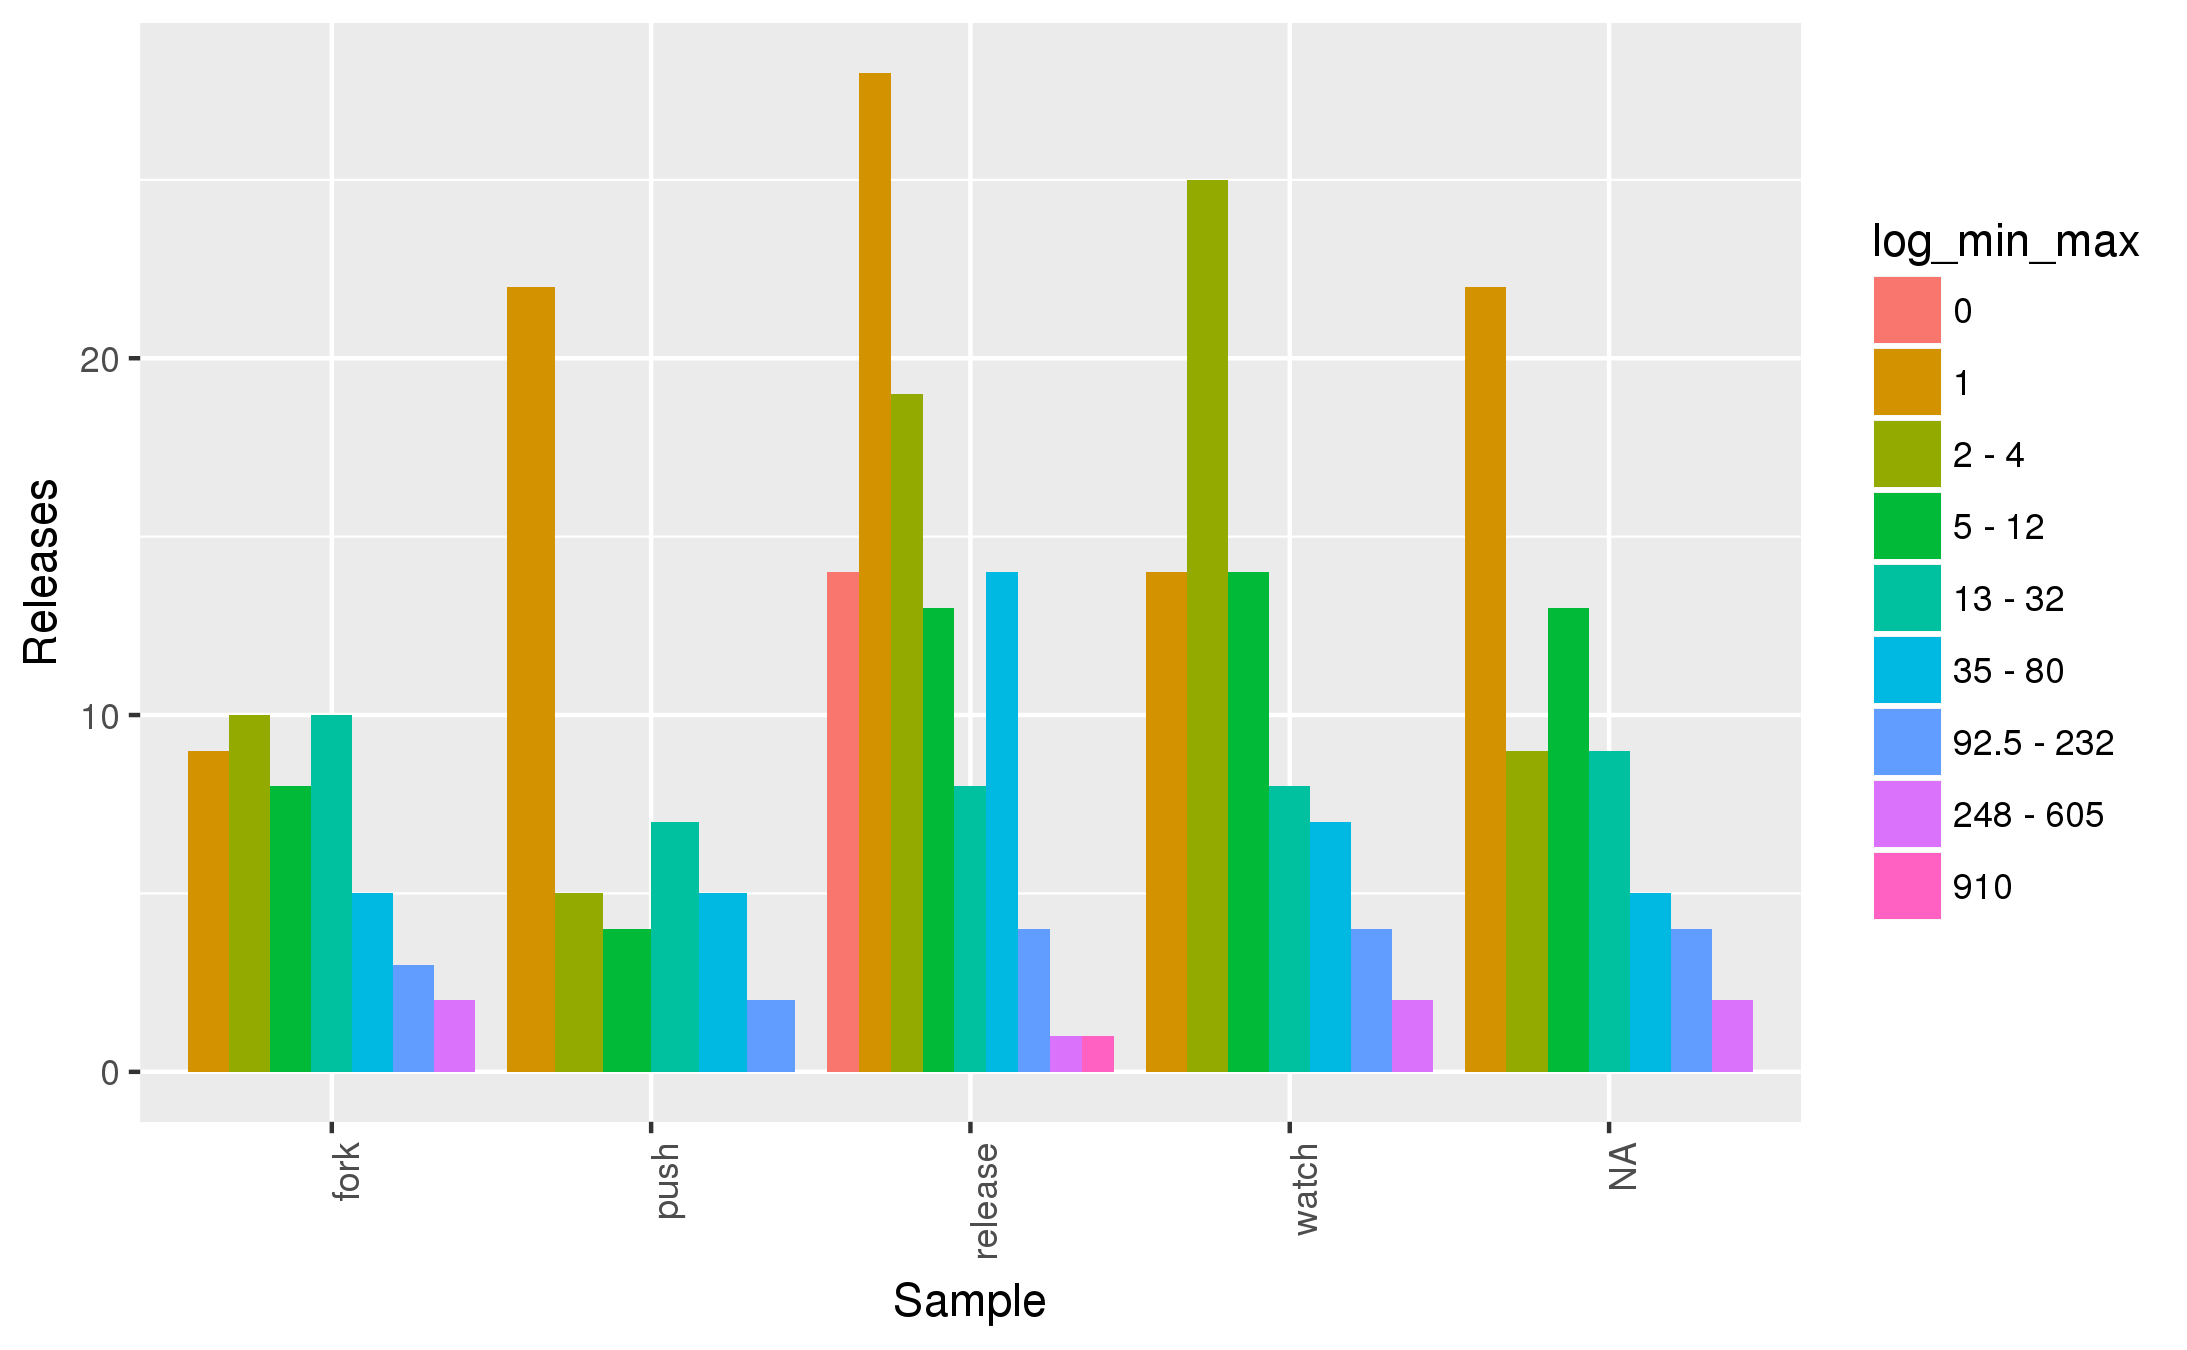 Releases
20
10
0
fork
push
release
watch
NA
Sample
log_min_max
0
1
2 - 4
5 - 12
13 - 32
35 - 80
92.5 - 232
248 - 605
910